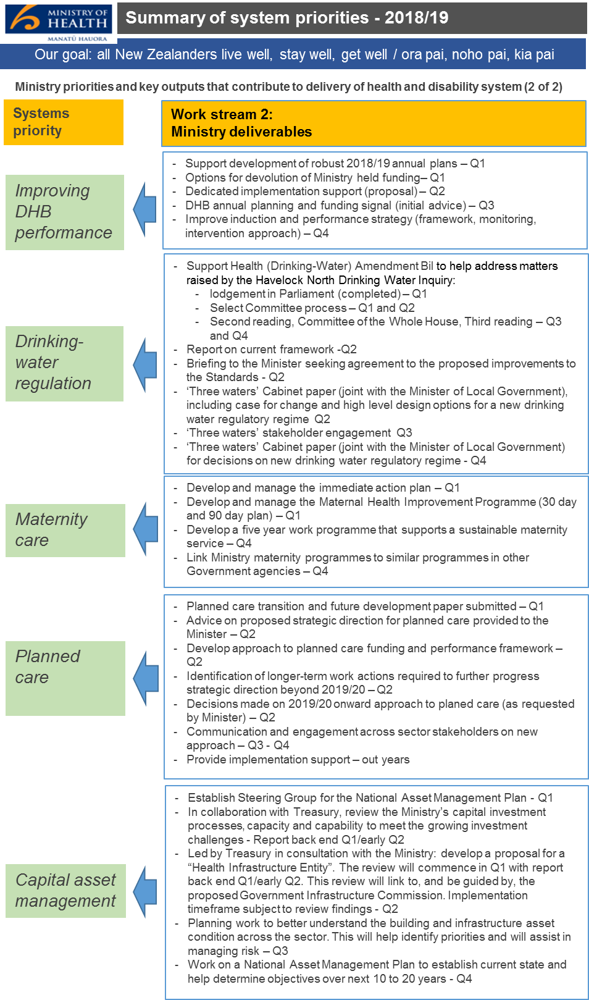 MINISTRY OF
HEALTH
MANATŪ HAUORA
Summary of system priorities - 2018/19
Our goal: all New Zealanders live well, stay well, get well / ora pai, noho pai, kia pai
Ministry priorities and key outputs that contribute to delivery of health and disability system (2 of 2)
Systems
priority
Work stream 2:
Ministry deliverables
Improving
DHB
performance
- Support development of robust 2018/19 annual plans – Q1
- Options for devolution of Ministry held funding– Q1
- Dedicated implementation support (proposal) – Q2
- DHB annual planning and funding signal (initial advice) – Q3
- Improve induction and performance strategy (framework, monitoring,
intervention approach) – Q4
Drinking-
water
regulation
- Support Health (Drinking-Water) Amendment Bil to help address matters
raised by the Havelock North Drinking Water Inquiry:
- lodgement in Parliament (completed) – Q1
- Select Committee process – Q1 and Q2
- Second reading, Committee of the Whole House, Third reading – Q3
and Q4
- Report on current framework -Q2
- Briefing to the Minister seeking agreement to the proposed improvements to
the Standards - Q2
- ‘Three waters’ Cabinet paper (joint with the Minister of Local Government),
including case for change and high level design options for a new drinking
water regulatory regime Q2
- ‘Three waters’ stakeholder engagement Q3
- ‘Three waters’ Cabinet paper (joint with the Minister of Local Government)
for decisions on new drinking water regulatory regime - Q4
Maternity
care
- Develop and manage the immediate action plan – Q1
- Develop and manage the Maternal Health Improvement Programme (30 day
and 90 day plan) – Q1
- Develop a five year work programme that supports a sustainable maternity
service – Q4
- Link Ministry maternity programmes to similar programmes in other
Government agencies – Q4
Planned
care
- Planned care transition and future development paper submitted – Q1
- Advice on proposed strategic direction for planned care provided to the
Minister – Q2
- Develop approach to planned care funding and performance framework –
Q2
- Identification of longer-term work actions required to further progress
strategic direction beyond 2019/20 – Q2
- Decisions made on 2019/20 onward approach to planed care (as requested
by Minister) – Q2
- Communication and engagement across sector stakeholders on new
approach – Q3 - Q4
- Provide implementation support – out years
Capital asset
management
- Establish Steering Group for the National Asset Management Plan - Q1
- In collaboration with Treasury, review the Ministry’s capital investment
processes, capacity and capability to meet the growing investment
challenges - Report back end Q1/early Q2
- Led by Treasury in consultation with the Ministry: develop a proposal for a
“Health Infrastructure Entity”. The review will commence in Q1 with report
back end Q1/early Q2. This review will link to, and be guided by, the
proposed Government Infrastructure Commission. Implementation
timeframe subject to review findings - Q2
- Planning work to better understand the building and infrastructure asset
condition across the sector. This will help identify priorities and will assist in
managing risk – Q3
- Work on a National Asset Management Plan to establish current state and
help determine objectives over next 10 to 20 years - Q4